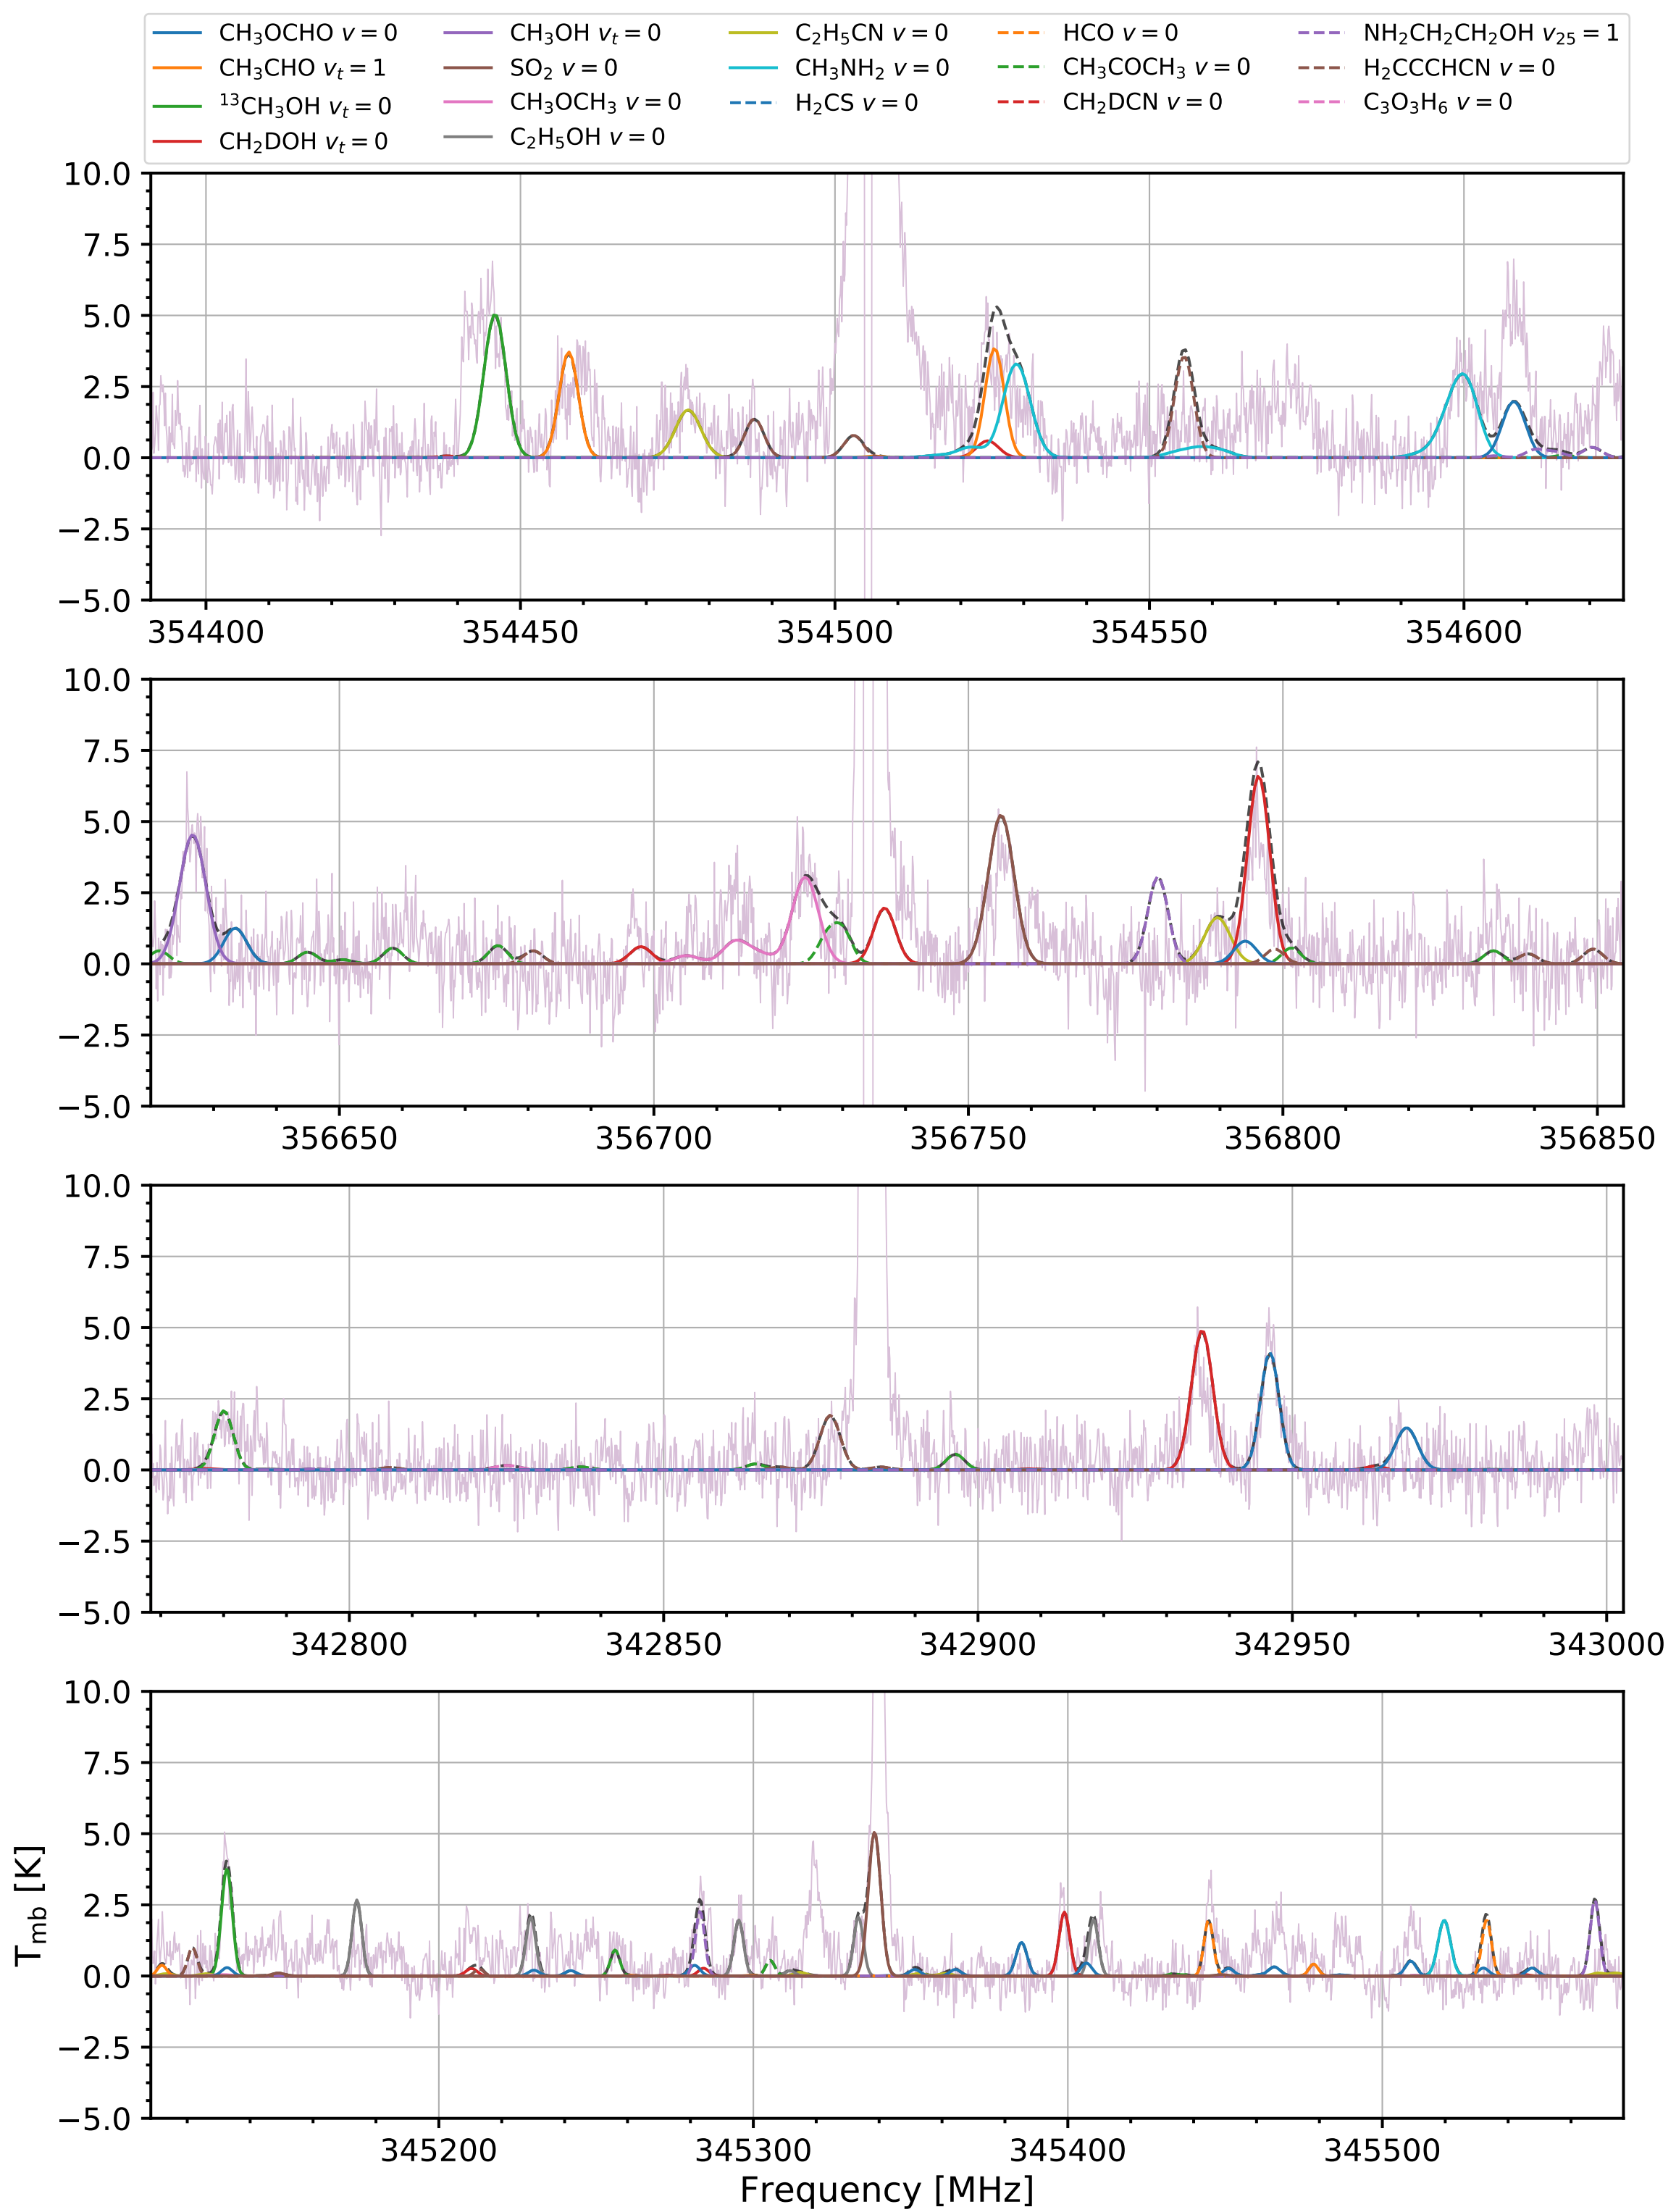 CH₃OCHO v = 0 CH₃OH vₜ = 0 C₂H₅CN v = 0 HCO v = 0 NH₂CH₂CH₂OH v₂₅ = 1
CH₃CHO vₜ = 1 SO₂ v = 0 CH₃NH₂ v = 0 CH₃COCH₃ v = 0 H₂CCCHCN v = 0
¹³CH₃OH vₜ = 0 CH₃OCH₃ v = 0 H₂CS v = 0 CH₂DCN v = 0 C₃O₃H₆ v = 0
CH₂DOH vₜ = 0 C₂H₅OH v = 0
10.0
7.5
5.0
2.5
0.0
−2.5
−5.0
354400 354450 354500 354550 354600
10.0
7.5
5.0
2.5
0.0
−2.5
−5.0
356650 356700 356750 356800 356850
10.0
7.5
5.0
2.5
0.0
−2.5
−5.0
342800 342850 342900 342950 343000
10.0
7.5
5.0
2.5
0.0
−2.5
−5.0
345200 345300 345400 345500
T_mb [K]
Frequency [MHz]